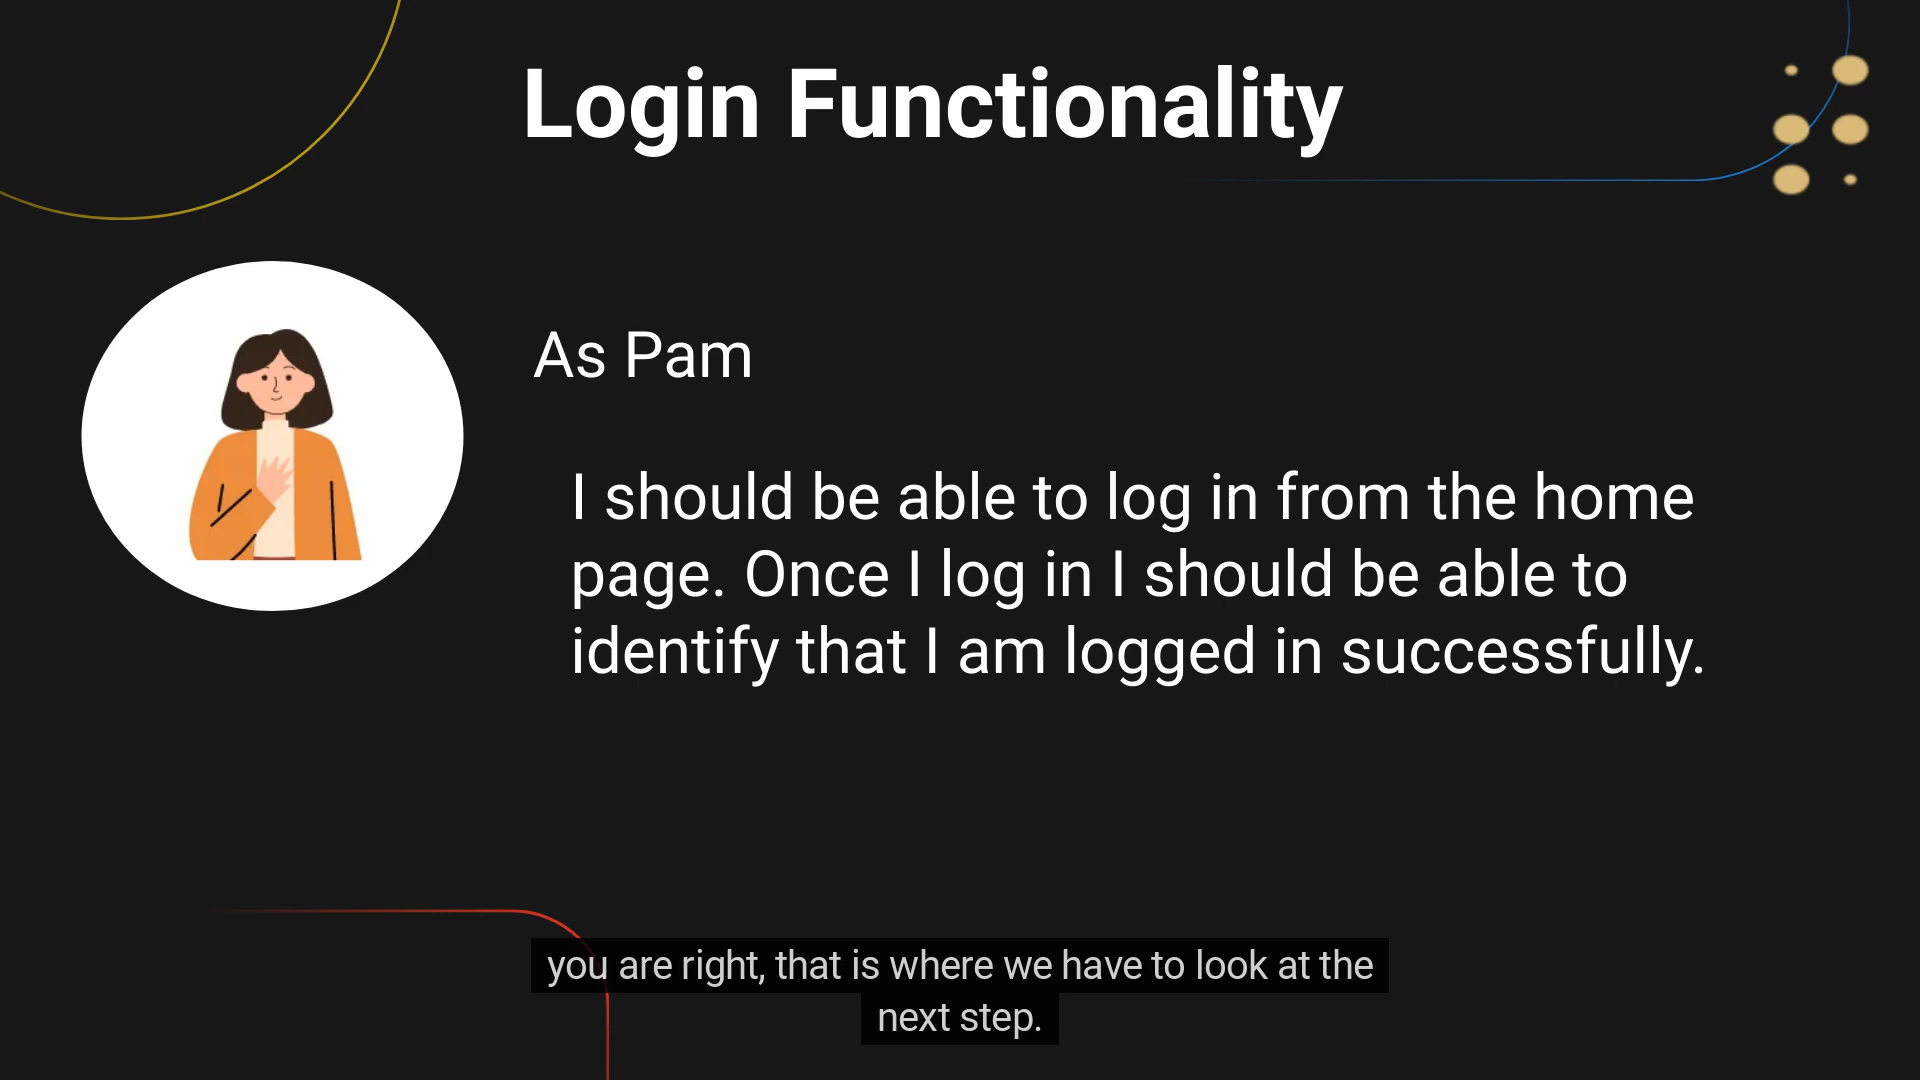 Login Functionality
As Pam
I should be able to log in from the home
page. Once I log in I should be able to
identify that I am logged in successfully.
you are right, that is where we have to look at the
next step.